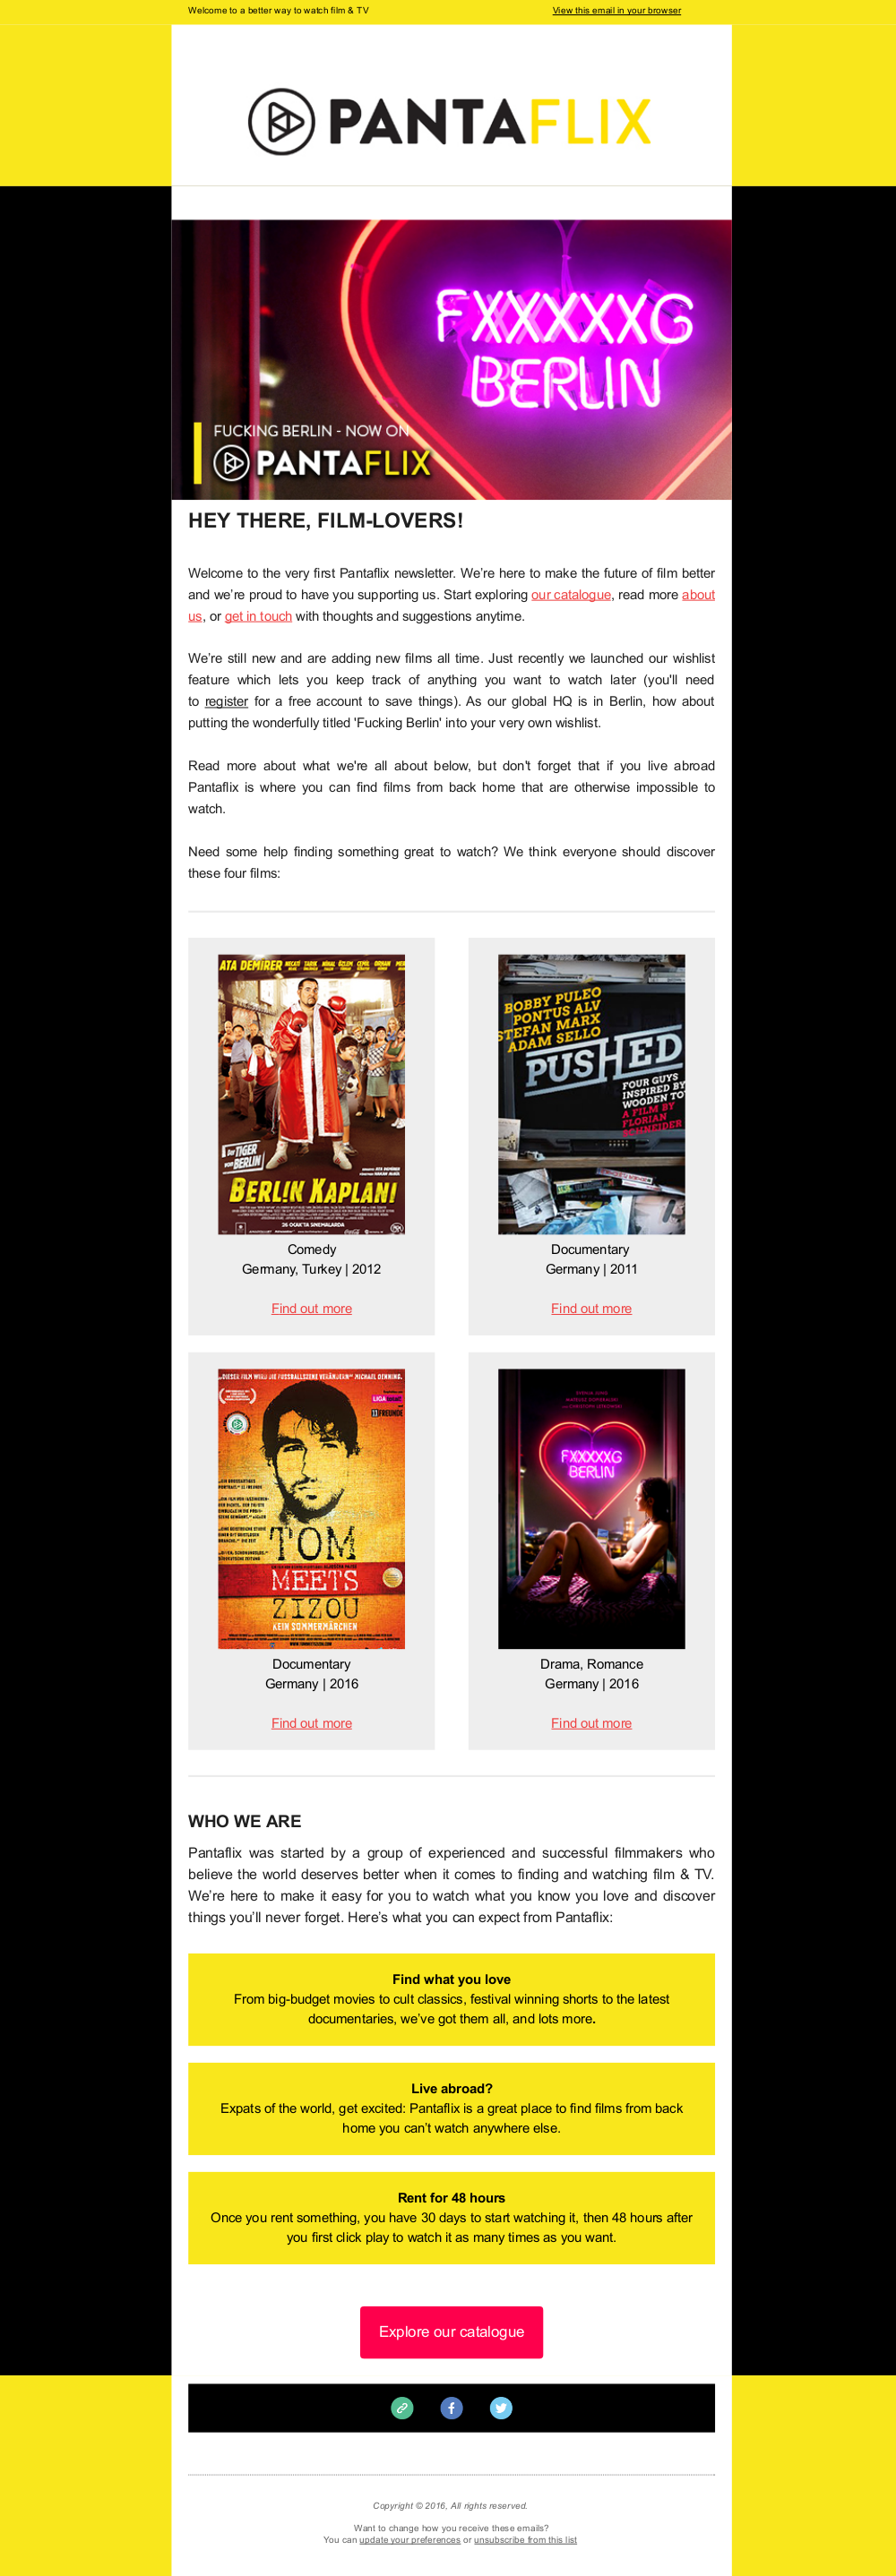 Welcome to a better way to watch film & TV
View this email in your browser
PANTAFLIX
FXXXXXG
BERLIN
FUCKING BERLIN - NOW ON
PANTAFLIX
HEY THERE, FILM-LOVERS!
Welcome to the very first Pantaflix newsletter. We’re here to make the future of film better
and we’re proud to have you supporting us. Start exploring our catalogue, read more about
us, or get in touch with thoughts and suggestions anytime.
We’re still new and are adding new films all time. Just recently we launched our wishlist
feature which lets you keep track of anything you want to watch later (you'll need
to register for a free account to save things). As our global HQ is in Berlin, how about
putting the wonderfully titled 'Fucking Berlin' into your very own wishlist.
Read more about what we're all about below, but don't forget that if you live abroad
Pantaflix is where you can find films from back home that are otherwise impossible to
watch.
Need some help finding something great to watch? We think everyone should discover
these four films:
ATA DEMİRER
DER TIGER
VON BERLIN
BERLİN KAPLANI
26 OCAK'TA SINEMALARDA
Comedy
Germany, Turkey | 2012
Find out more
BOBBY PULEO
PONTUS ALV
STEFAN MARX
ADAM SELLO
PUSHED
FOUR GUYS
INSPIRED BY
WOODEN TOY
A FILM BY
FLORIAN
SCHNEIDER
Documentary
Germany | 2011
Find out more
„DIESER FILM WIRD DIE FUSSBALLSZENE VERÄNDERN“ MICHAEL DENNING,
11FREUNDE
TOM
MEETS
ZIZOU
KEIN SOMMERMÄRCHEN
Documentary
Germany | 2016
Find out more
FXXXXXG
BERLIN
Drama, Romance
Germany | 2016
Find out more
WHO WE ARE
Pantaflix was started by a group of experienced and successful filmmakers who
believe the world deserves better when it comes to finding and watching film & TV.
We’re here to make it easy for you to watch what you know you love and discover
things you’ll never forget. Here’s what you can expect from Pantaflix:
Find what you love
From big-budget movies to cult classics, festival winning shorts to the latest
documentaries, we’ve got them all, and lots more.
Live abroad?
Expats of the world, get excited: Pantaflix is a great place to find films from back
home you can’t watch anywhere else.
Rent for 48 hours
Once you rent something, you have 30 days to start watching it, then 48 hours after
you first click play to watch it as many times as you want.
Explore our catalogue
Copyright © 2016, All rights reserved.
Want to change how you receive these emails?
You can update your preferences or unsubscribe from this list